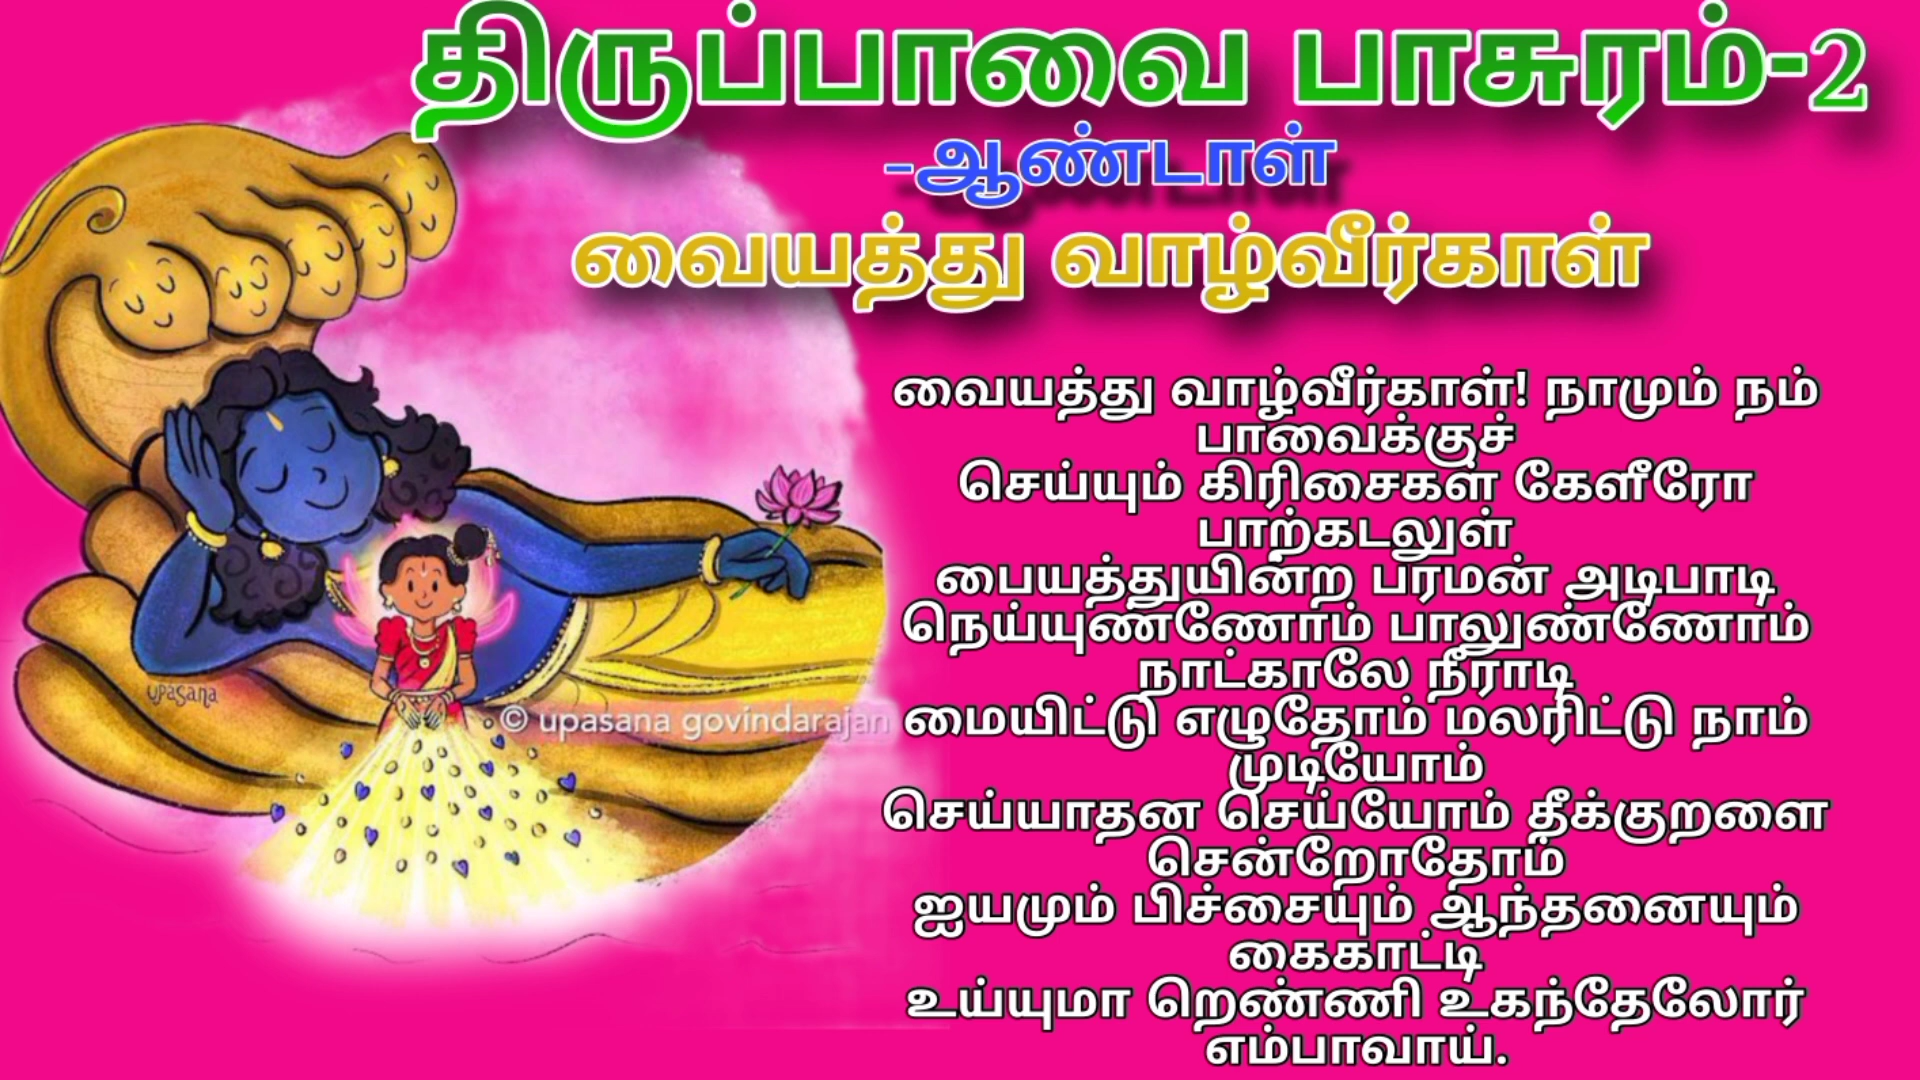 திருப்பாவை பாசுரம்-2
-ஆண்டாள்
வையத்து வாழ்வீர்காள்
வையத்து வாழ்வீர்காள்! நாமும் நம்
பாவைக்குச்
செய்யும் கிரிசைகள் கேளீரோ
பாற்கடலுள்
பையத்துயின்ற பரமன் அடிபாடி
நெய்யுண்ணோம் பாலுண்ணோம்
நாட்காலே நீராடி
மையிட்டு எழுதோம் மலரிட்டு நாம்
முடியோம்
செய்யாதன செய்யோம் தீக்குறளை
சென்றோதோம்
ஐயமும் பிச்சையும் ஆந்தனையும்
கைகாட்டி
உய்யுமா றெண்ணி உகந்தேலோர்
எம்பாவாய்.
upasana
© upasana govindarajan